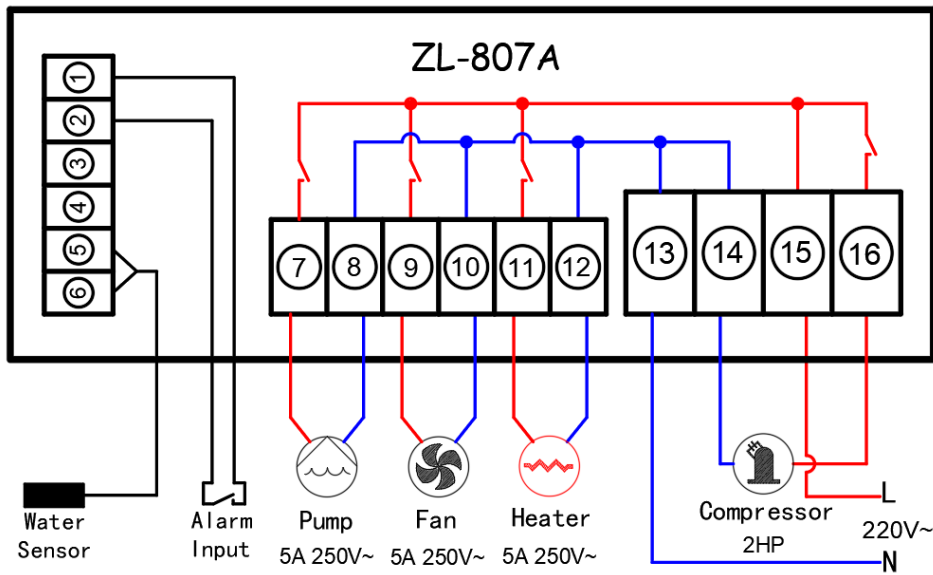 ZL-807A
1
2
3
4
5
6
7 8 9 10 11 12
13 14 15 16
Water
Sensor
Alarm
Input
Pump
5A 250V~
Fan
5A 250V~
Heater
5A 250V~
Compressor
2HP
L
220V~
N